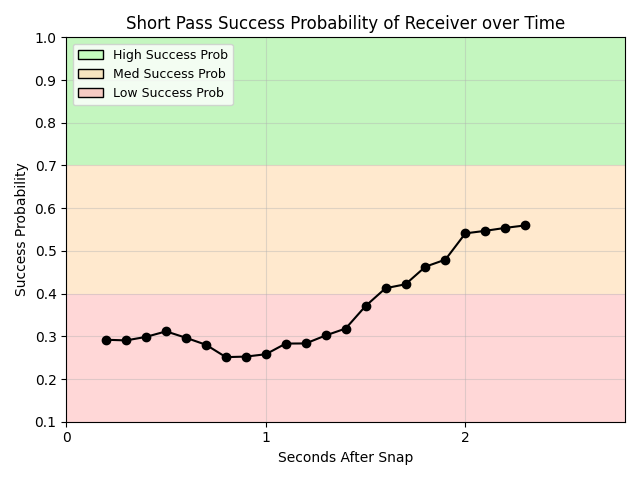 Short Pass Success Probability of Receiver over Time
1.0
High Success Prob
Med Success Prob
0.9
Low Success Prob
0.8
0.7
0.6
Success Probability
0.5
0.4
0.3
0.2
0.1
0 1 2
Seconds After Snap